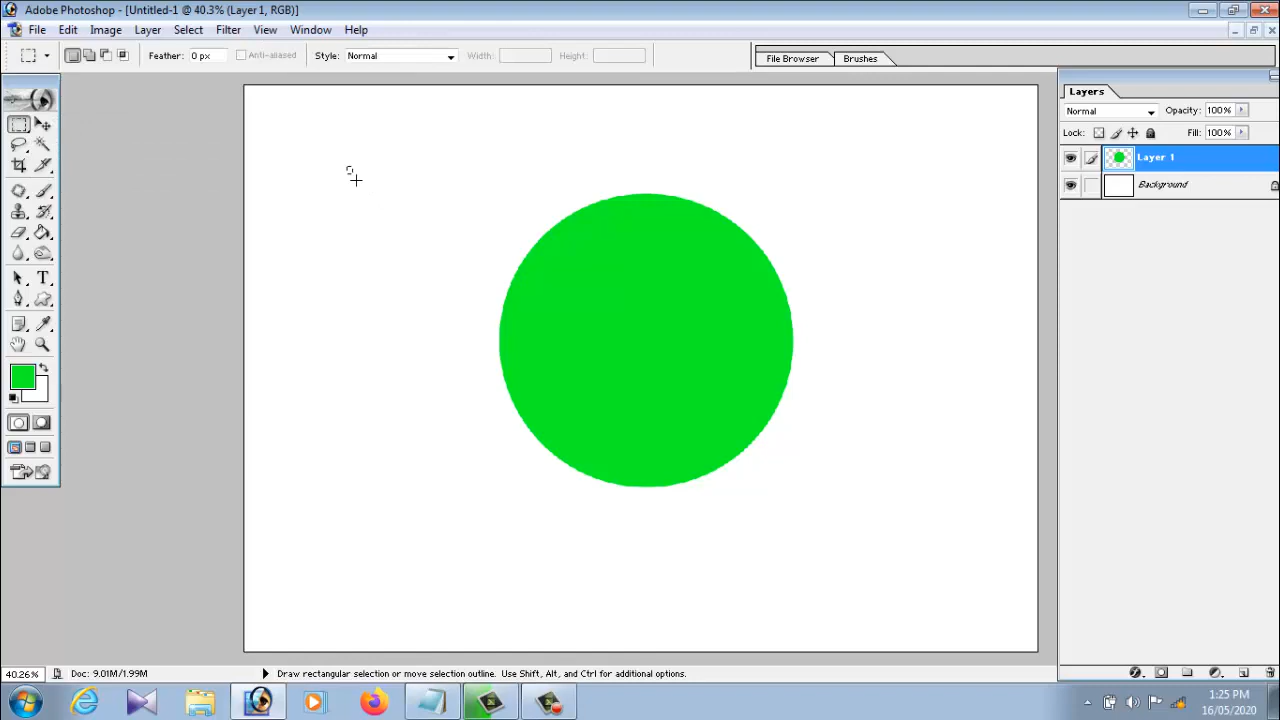 Adobe Photoshop - [Untitled-1 @ 40.3% (Layer 1, RGB)]
File Edit Image Layer Select Filter View Window Help
Feather: 0 px Anti-aliased Style: Normal Width: Height: File Browser Brushes
Layers
Normal Opacity: 100%
Lock: Fill: 100%
Layer 1
Background
T
40.26% Doc: 9.01M/1.99M Draw rectangular selection or move selection outline. Use Shift, Alt, and Ctrl for additional options.
1:25 PM
16/05/2020